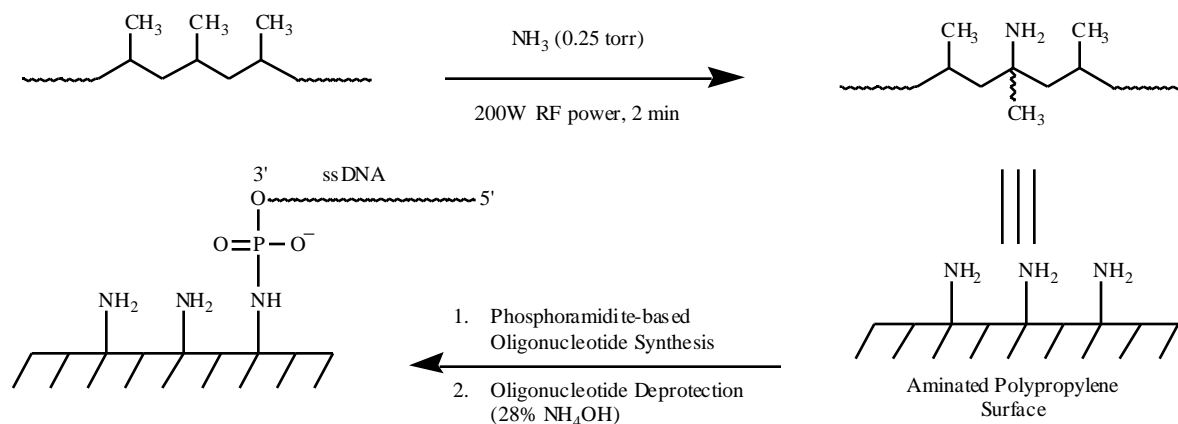 CH3 CH3 CH3
NH3 (0.25 torr)
200W RF power, 2 min
CH3 NH2 CH3
CH3
3' ssDNA
O 5'
O=P-O−
NH2 NH2 NH
1. Phosphoramidite-based
Oligonucleotide Synthesis
2. Oligonucleotide Deprotection
(28% NH4OH)
NH2 NH2 NH2
Aminated Polypropylene
Surface